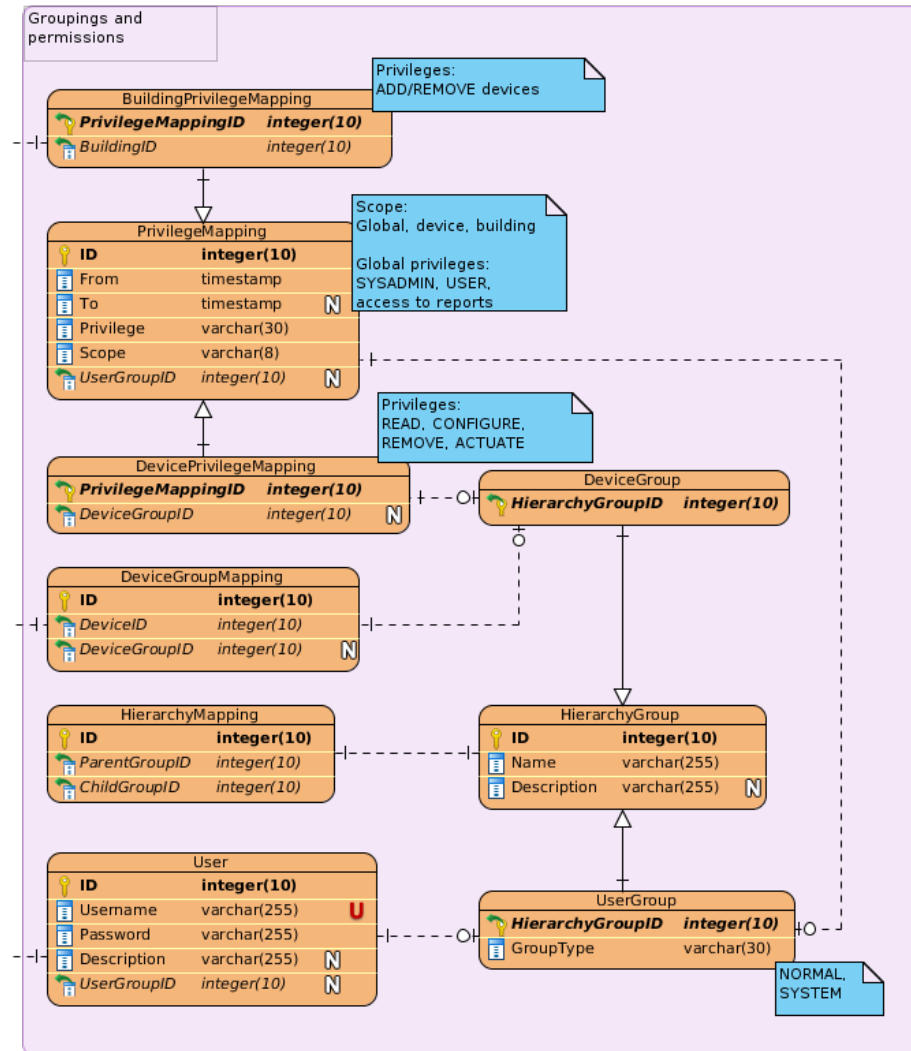 Groupings and
permissions
Privileges:
ADD/REMOVE devices
BuildingPrivilegeMapping
PrivilegeMappingID integer(10)
BuildingID integer(10)
Scope:
Global, device, building
Global privileges:
SYSADMIN, USER,
access to reports
PrivilegeMapping
ID integer(10)
From timestamp
To timestamp N
Privilege varchar(30)
Scope varchar(8)
UserGroupID integer(10) N
Privileges:
READ, CONFIGURE,
REMOVE, ACTUATE
DevicePrivilegeMapping
PrivilegeMappingID integer(10)
DeviceGroupID integer(10) N
DeviceGroup
HierarchyGroupID integer(10)
DeviceGroupMapping
ID integer(10)
DeviceID integer(10)
DeviceGroupID integer(10) N
HierarchyMapping
ID integer(10)
ParentGroupID integer(10)
ChildGroupID integer(10)
HierarchyGroup
ID integer(10)
Name varchar(255)
Description varchar(255) N
User
ID integer(10)
Username varchar(255) U
Password varchar(255)
Description varchar(255) N
UserGroupID integer(10) N
UserGroup
HierarchyGroupID integer(10)
GroupType varchar(30)
NORMAL,
SYSTEM